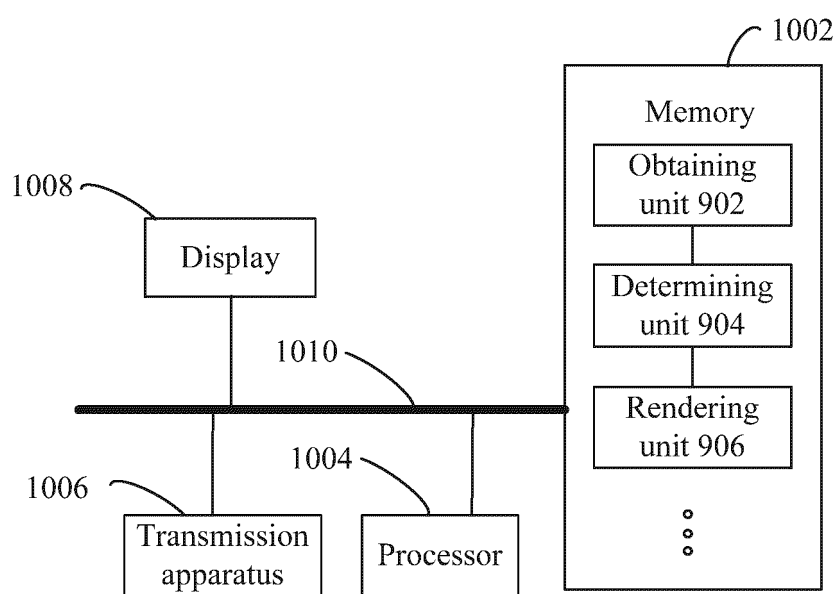 1002
Memory
Obtaining
unit 902
1008
Display
Determining
unit 904
1010
Rendering
unit 906
1004
1006
Transmission
apparatus
Processor